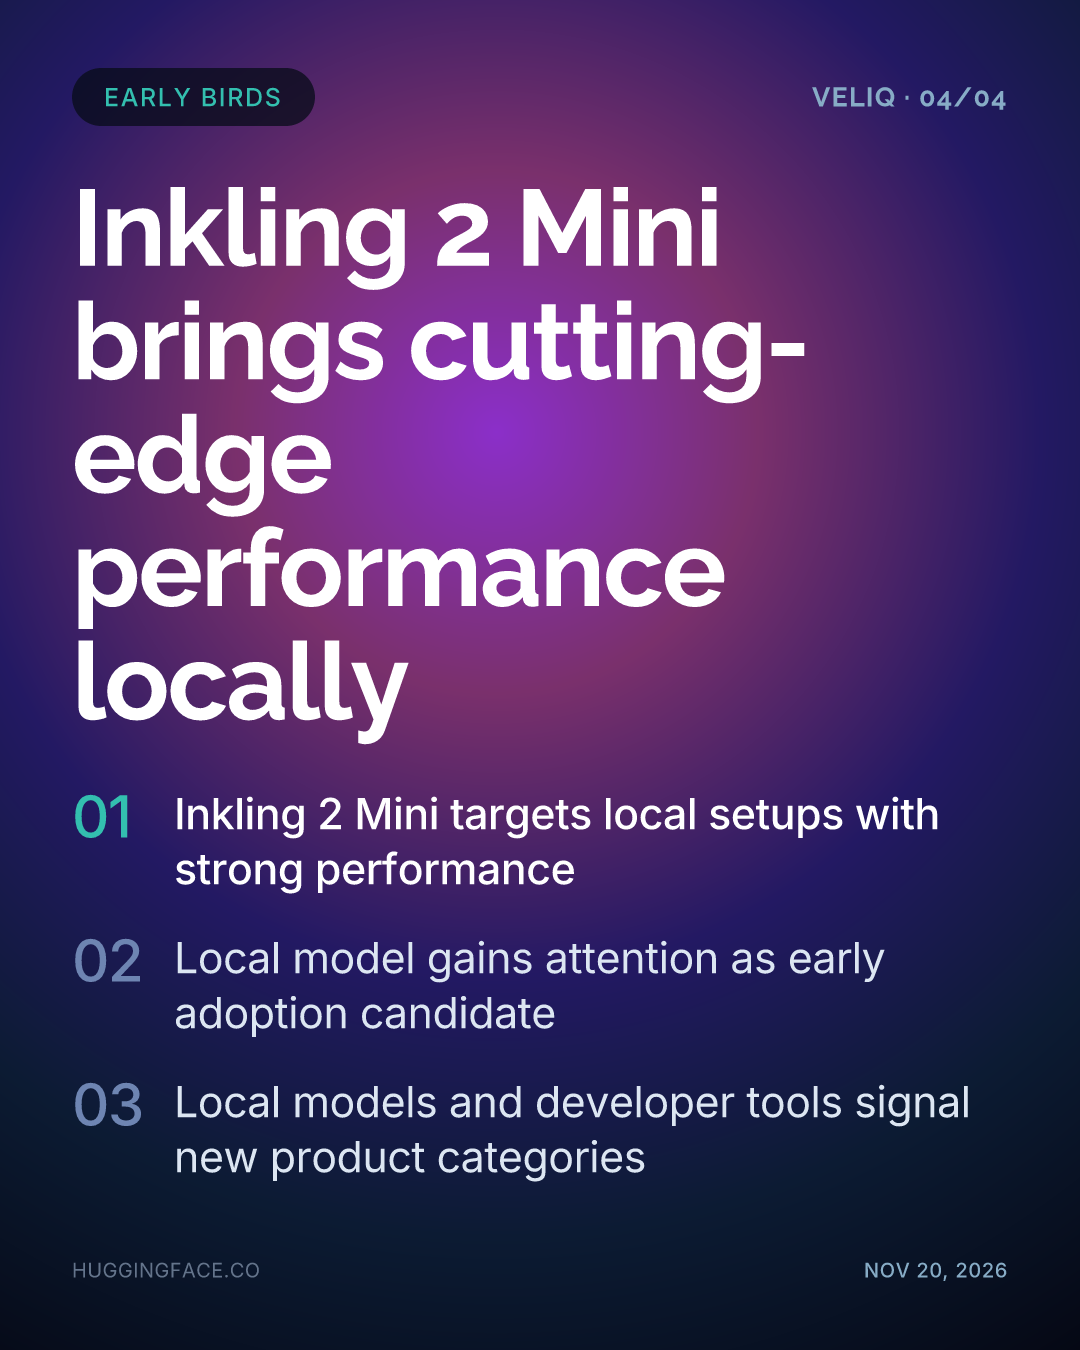 EARLY BIRDS
VELIQ · 04/04
Inkling 2 Mini
brings cutting-
edge
performance
locally
01 Inkling 2 Mini targets local setups with
strong performance
02 Local model gains attention as early
adoption candidate
03 Local models and developer tools signal
new product categories
HUGGINGFACE.CO
NOV 20, 2026